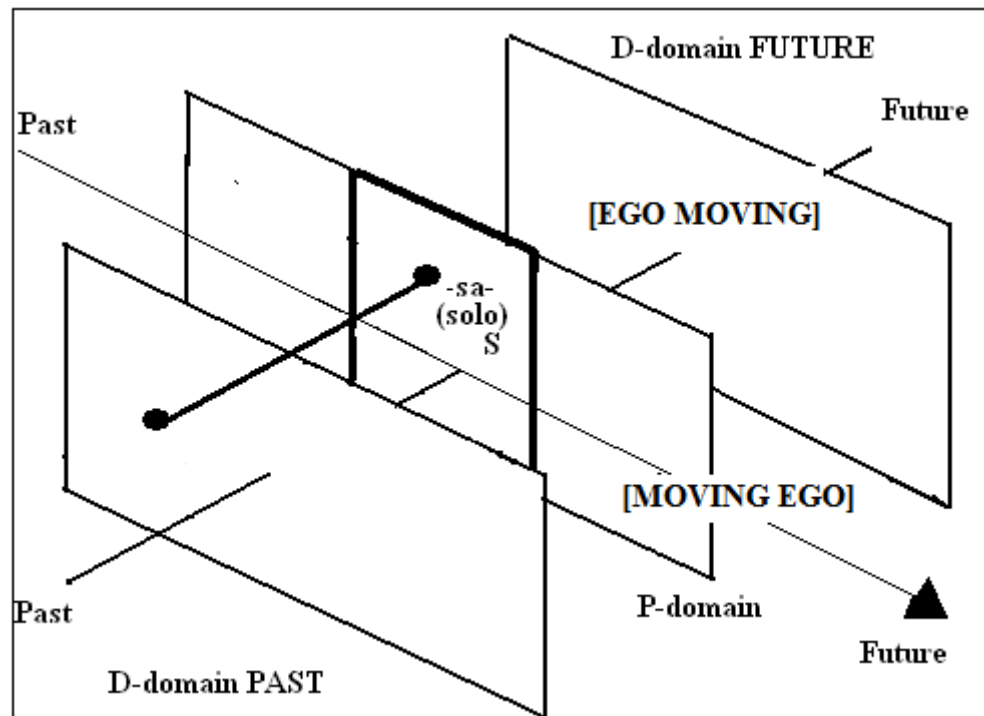 D-domain FUTURE
Past
Future
[EGO MOVING]
-sa-
(solo)
S
[MOVING EGO]
Past
P-domain
Future
D-domain PAST